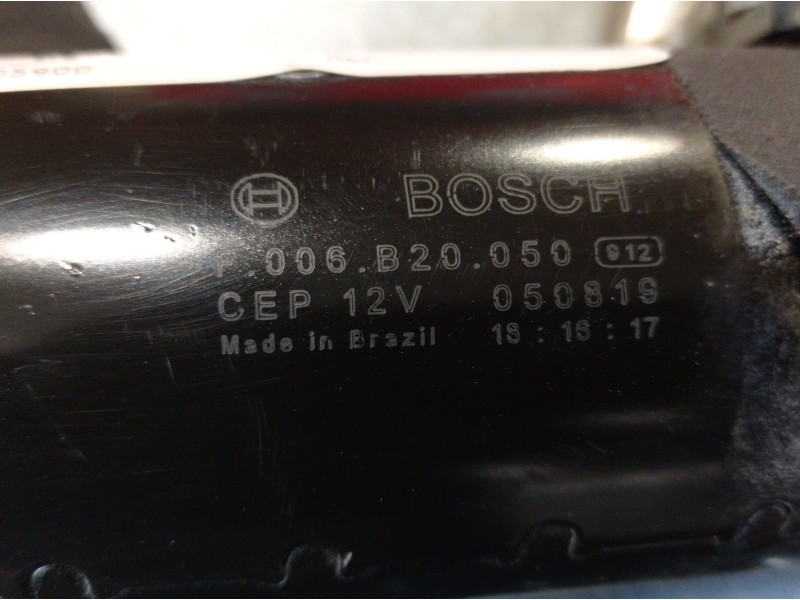 BOSCH
F.006.B20.050 912
CEP 12V 050819
Made in Brazil 18 : 16 : 17